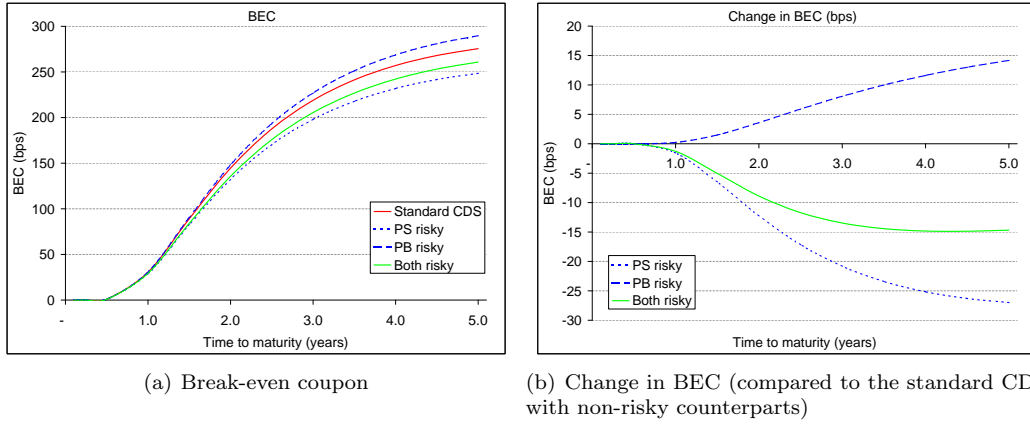 BEC
300
250
200
150
100
50
0
BEC (bps)
Standard CDS
PS risky
PB risky
Both risky
-
1.0
2.0
3.0
4.0
5.0
Time to maturity (years)
(a) Break-even coupon
Change in BEC (bps)
20
15
10
5
0
-5
-10
-15
-20
-25
-30
BEC (bps)
-
1.0
2.0
3.0
4.0
5.0
PS risky
PB risky
Both risky
Time to maturity (years)
(b) Change in BEC (compared to the standard CD
with non-risky counterparts)